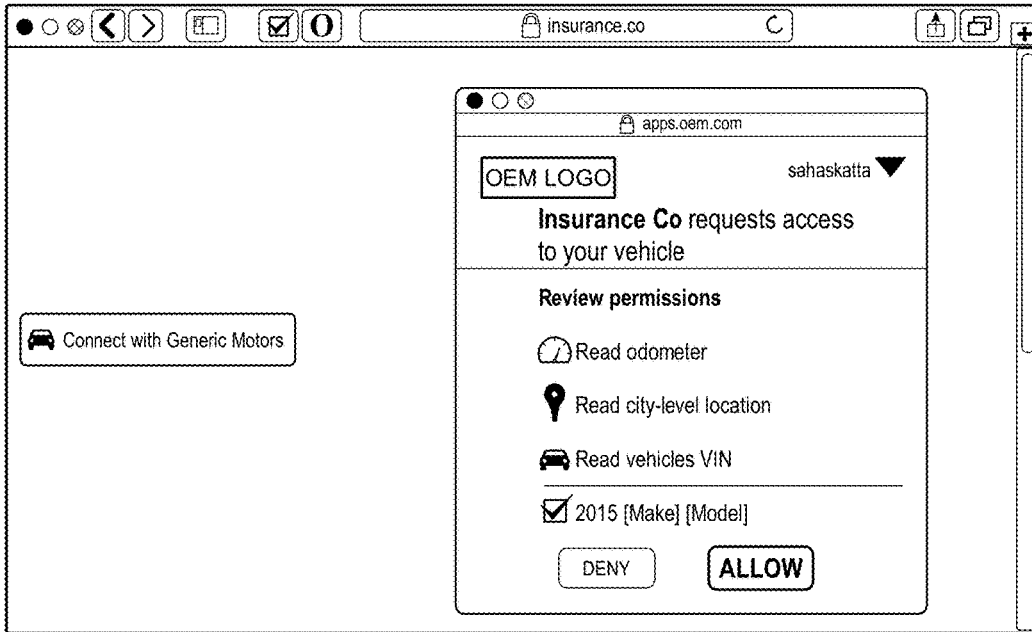 insurance.co
apps.oem.com
OEM LOGO
sahaskatta
Insurance Co requests access
to your vehicle
Review permissions
Connect with Generic Motors
Read odometer
Read city-level location
Read vehicles VIN
2015 [Make] [Model]
DENY
ALLOW